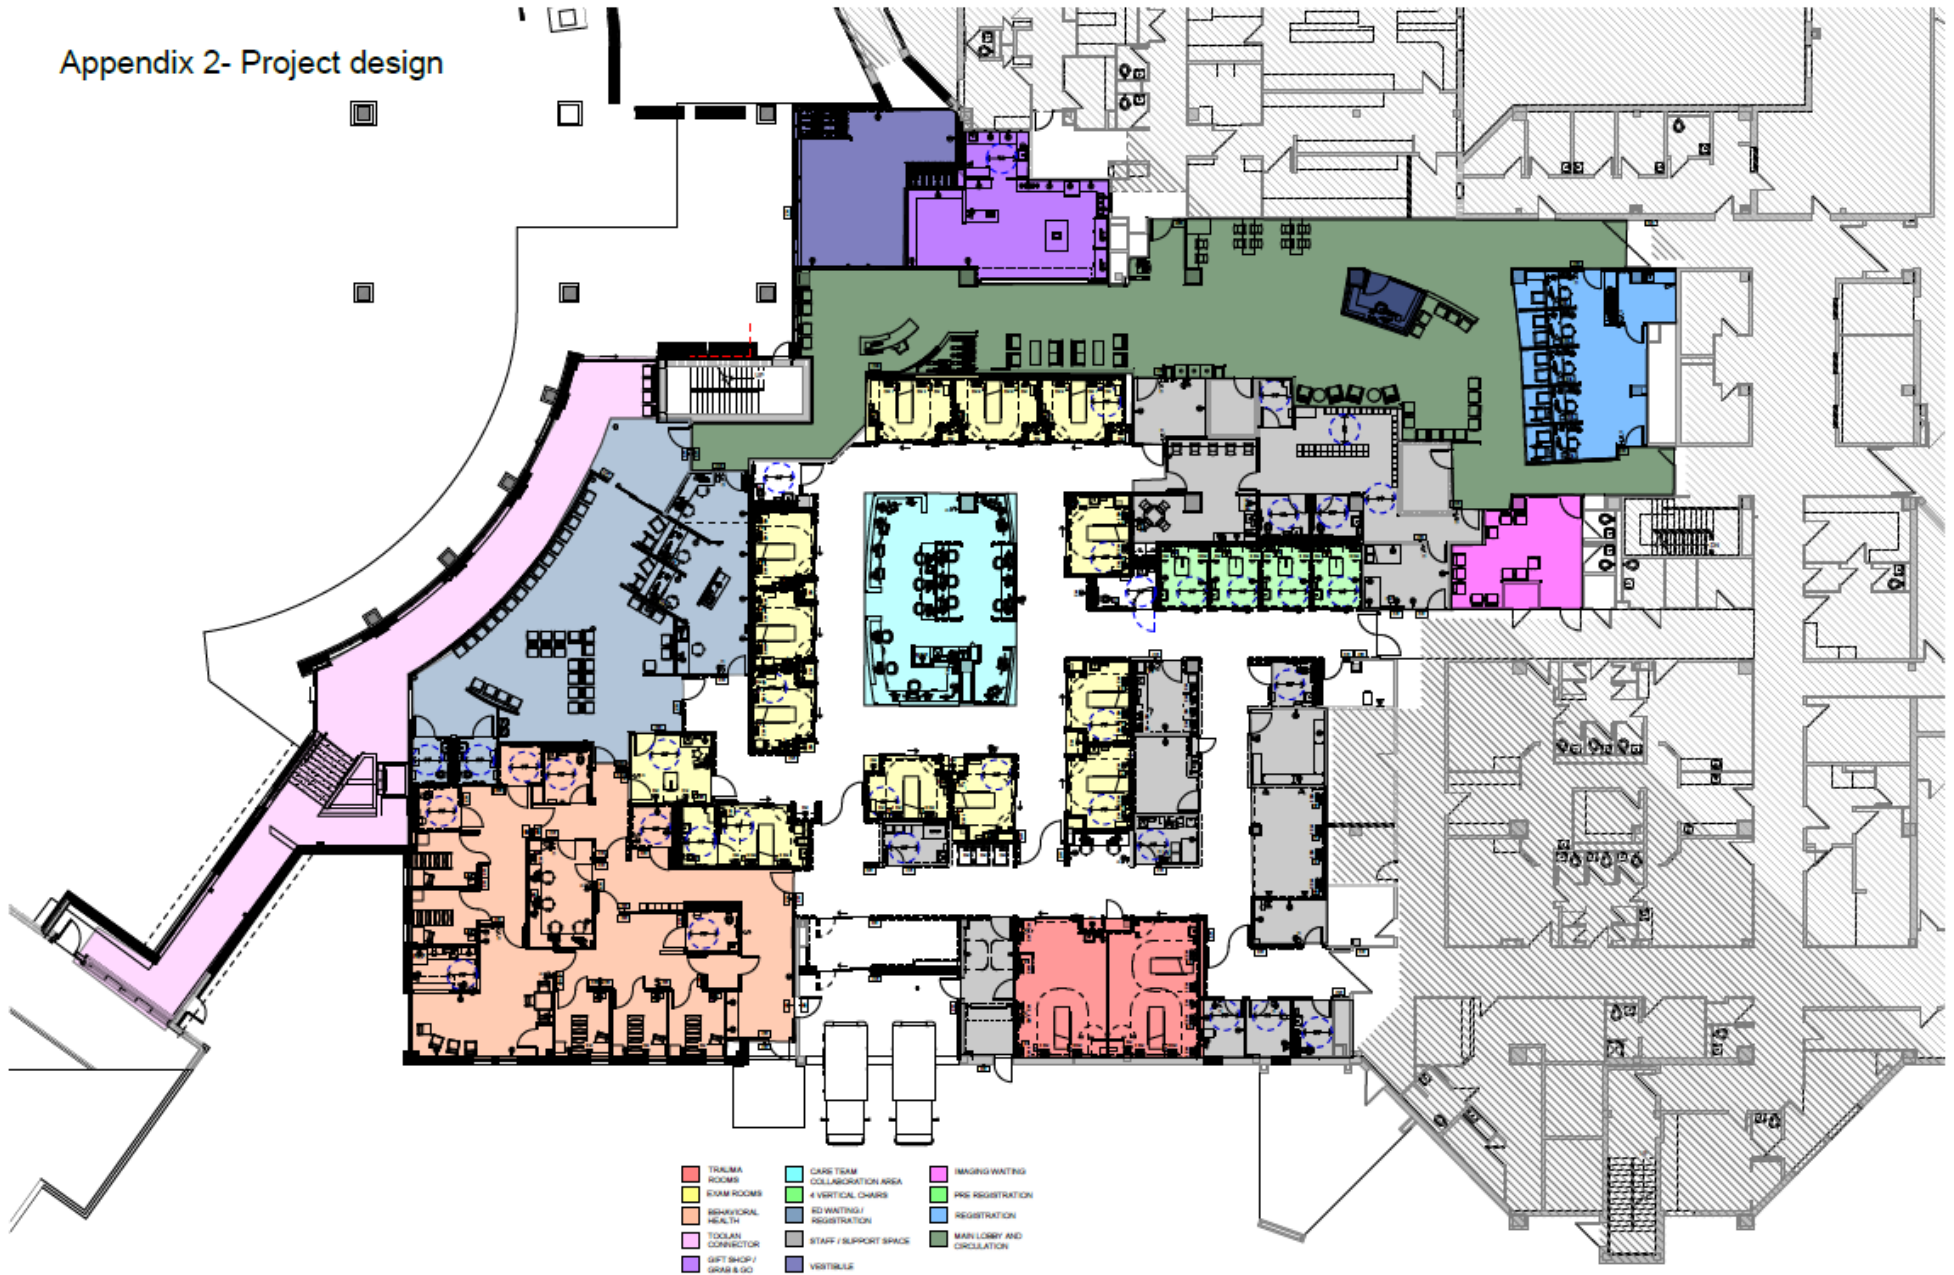 Appendix 2- Project design
TRAUMA
ROOMS
EXAM ROOMS
BEHAVIORAL
HEALTH
TOOLAN
CONNECTOR
GIFT SHOP /
GRAB & GO
CARE TEAM
COLLABORATION AREA
4 VERTICAL CHAIRS
ED WAITING /
REGISTRATION
STAFF / SUPPORT SPACE
VESTIBULE
IMAGING WAITING
PRE REGISTRATION
REGISTRATION
MAIN LOBBY AND
CIRCULATION